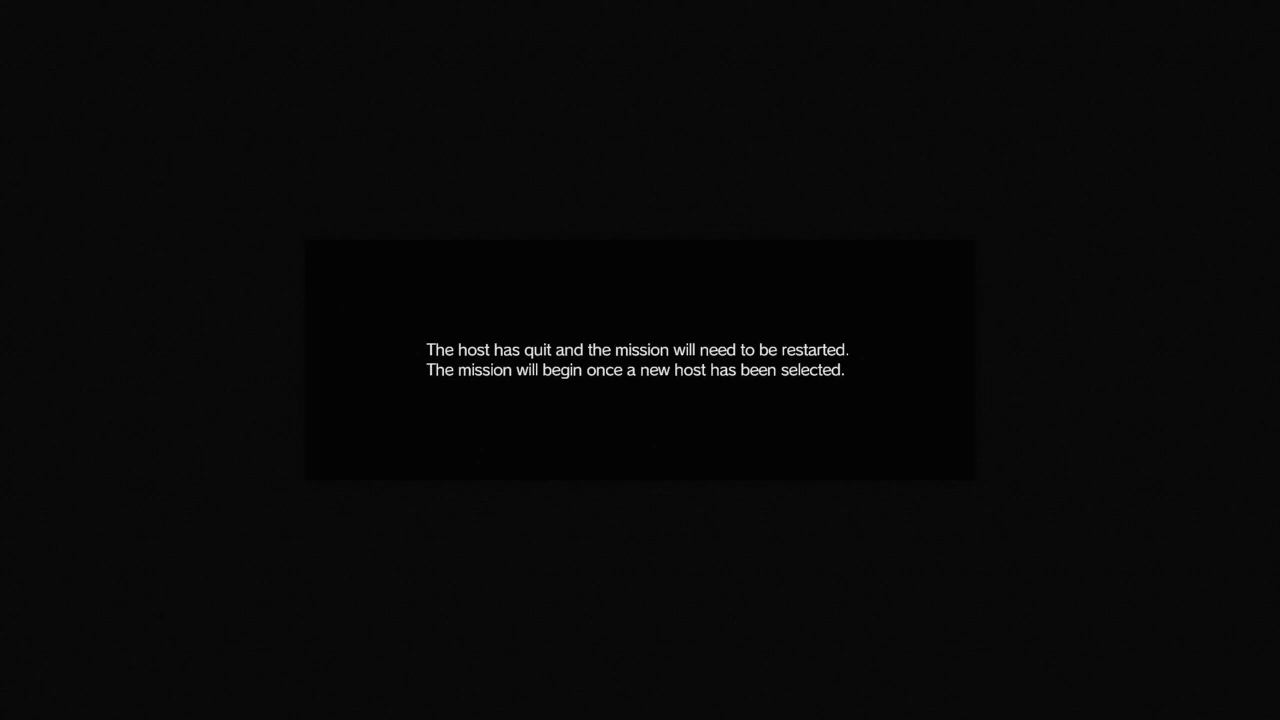 The host has quit and the mission will need to be restarted.
The mission will begin once a new host has been selected.